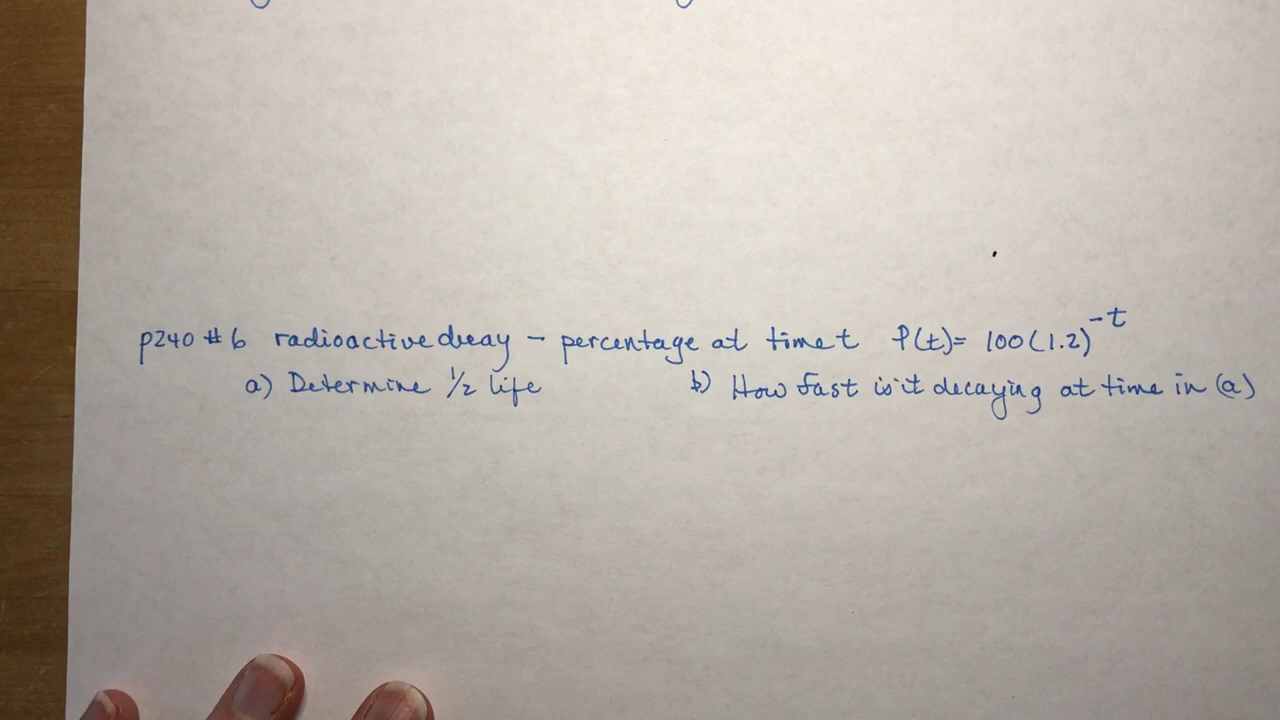 p240 #6 radioactive decay - percentage at time t P(t)= 100(1.2)^-t
a) Determine 1/2 life b) How fast is it decaying at time in (a)